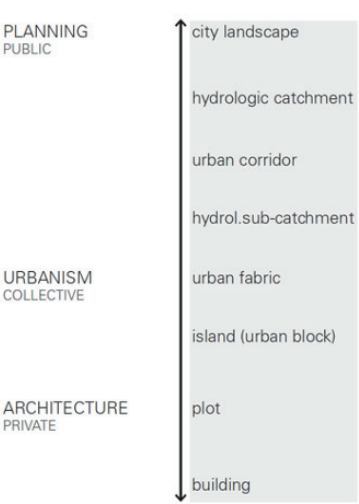 PLANNING
PUBLIC
city landscape
hydrologic catchment
urban corridor
hydrol.sub-catchment
URBANISM
COLLECTIVE
urban fabric
island (urban block)
ARCHITECTURE
PRIVATE
plot
building